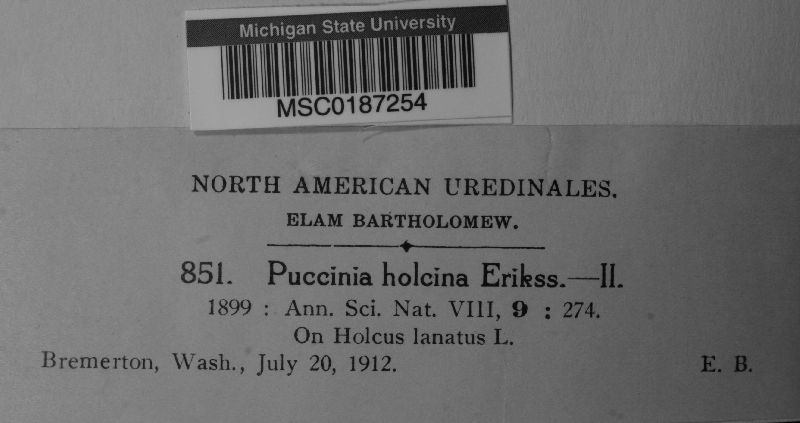 Michigan State University
MSC0187254
NORTH AMERICAN UREDINALES.
ELAM BARTHOLOMEW.
851. Puccinia holcina Erikss.—II.
1899 : Ann. Sci. Nat. VIII, 9 : 274.
On Holcus lanatus L.
Bremerton, Wash., July 20, 1912. E. B.